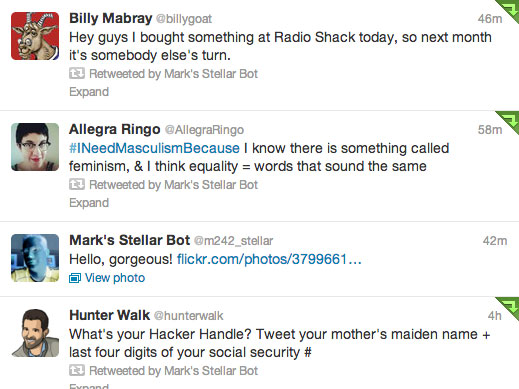 Billy Mabray @billygoat 46m
Hey guys I bought something at Radio Shack today, so next month
it's somebody else's turn.
Retweeted by Mark's Stellar Bot
Expand
Allegra Ringo @AllegraRingo 58m
#INeedMasculismBecause I know there is something called
feminism, & I think equality = words that sound the same
Retweeted by Mark's Stellar Bot
Expand
Mark's Stellar Bot @m242_stellar 42m
Hello, gorgeous! flickr.com/photos/3799661…
View photo
Hunter Walk @hunterwalk 4h
What's your Hacker Handle? Tweet your mother's maiden name +
last four digits of your social security #
Retweeted by Mark's Stellar Bot
Expand